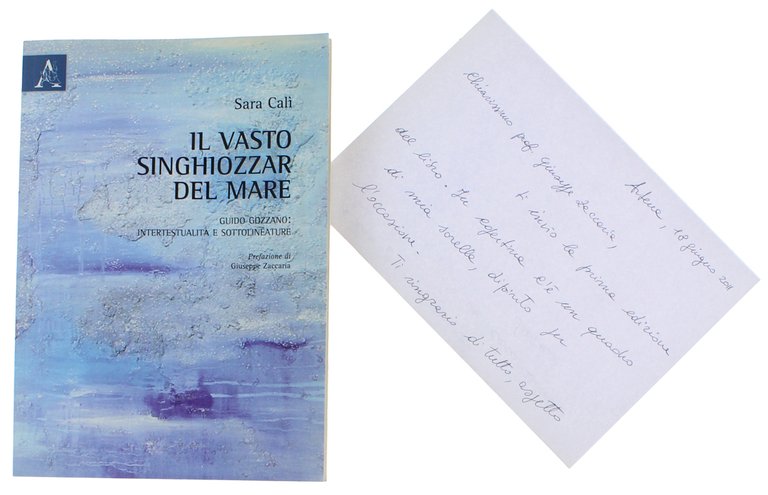 A
Sara Calì
IL VASTO
SINGHIOZZAR
DEL MARE
GUIDO GOZZANO:
INTERTESTUALITÀ E SOTTOLINEATURE
Prefazione di
Giuseppe Zaccaria
Artena, 18 giugno 2011
Chiarissimo prof. Giuseppe Zaccaria,
ti invio la prima edizione
del libro. In copertina c'è un quadro
di mia sorella, dipinto per
l'occasione.
Ti ringrazio di tutto, aspetto